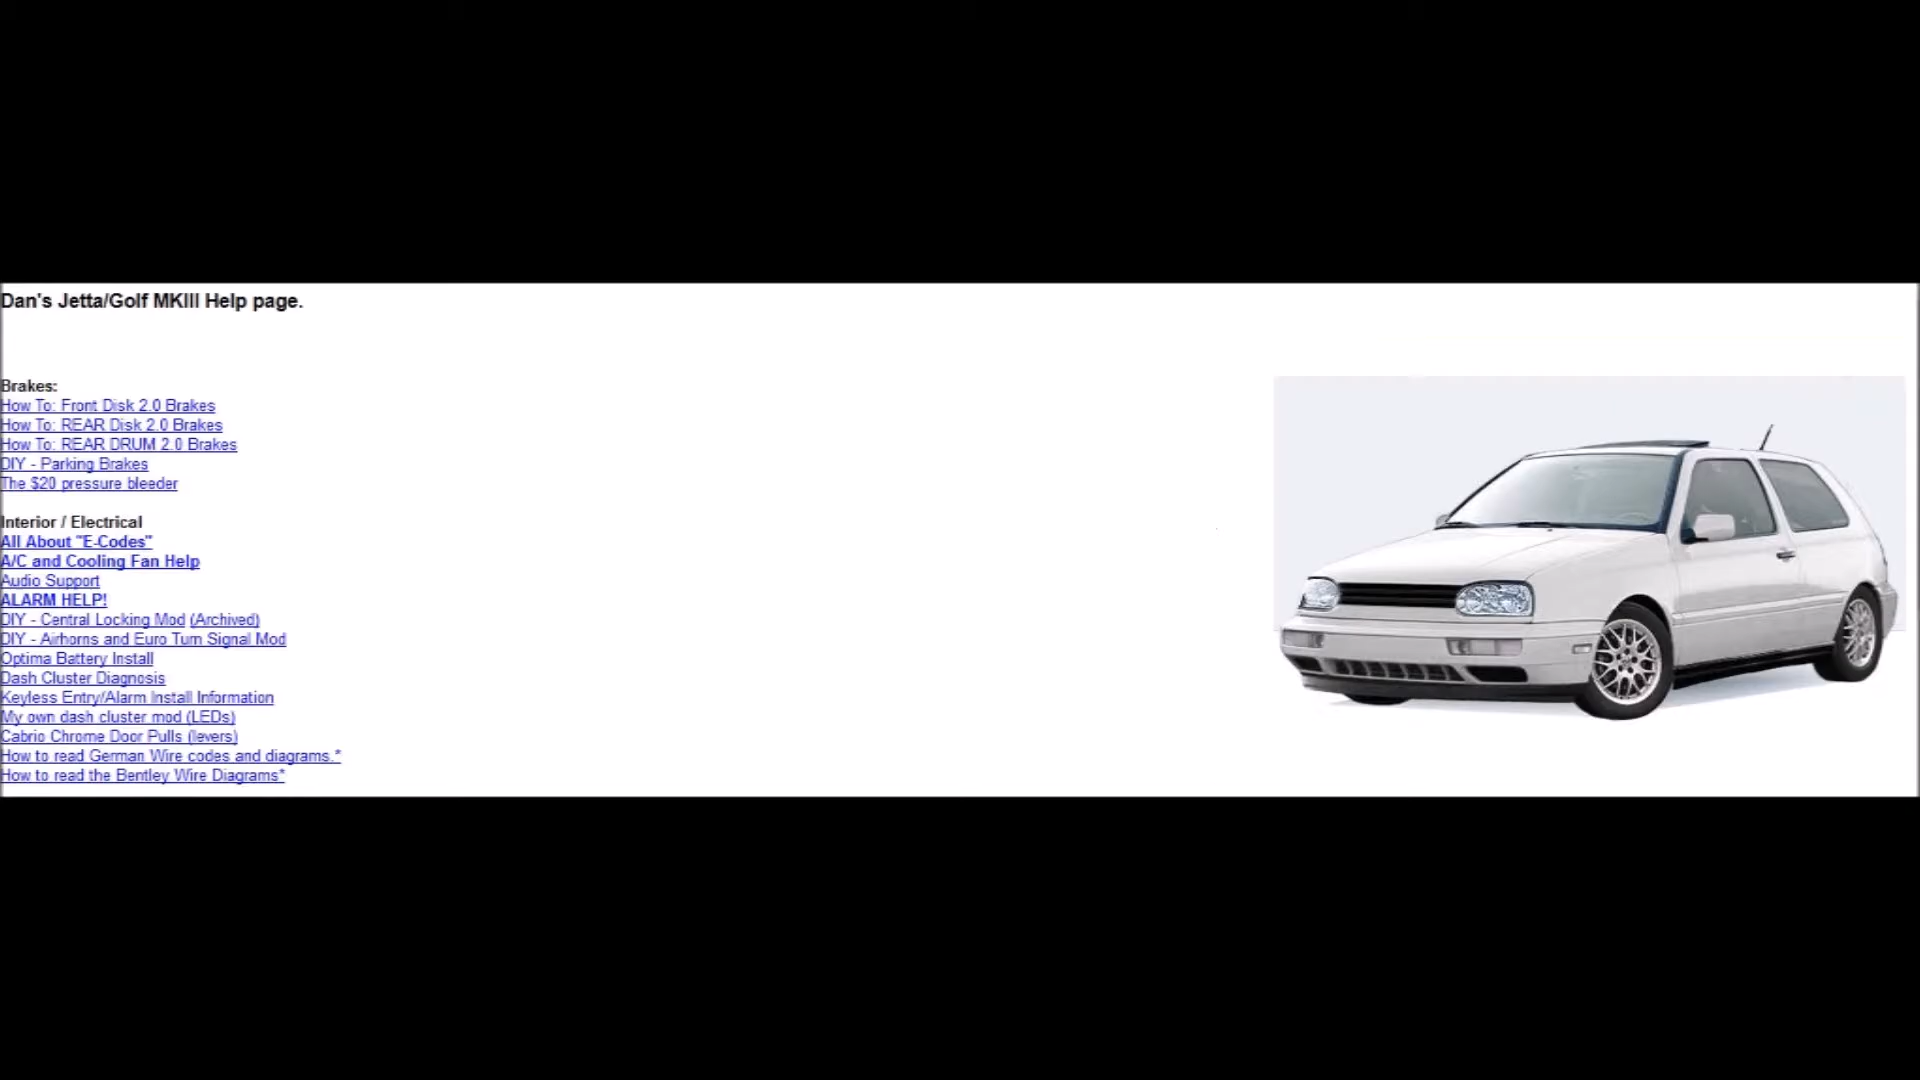 Dan's Jetta/Golf MKIII Help page.
Brakes:
How To: Front Disk 2.0 Brakes
How To: REAR Disk 2.0 Brakes
How To: REAR DRUM 2.0 Brakes
DIY - Parking Brakes
The $20 pressure bleeder
Interior / Electrical
All About "E-Codes"
A/C and Cooling Fan Help
Audio Support
ALARM HELP!
DIY - Central Locking Mod (Archived)
DIY - Airhorns and Euro Turn Signal Mod
Optima Battery Install
Dash Cluster Diagnosis
Keyless Entry/Alarm Install Information
My own dash cluster mod (LEDs)
Cabrio Chrome Door Pulls (levers)
How to read German Wire codes and diagrams.*
How to read the Bentley Wire Diagrams*